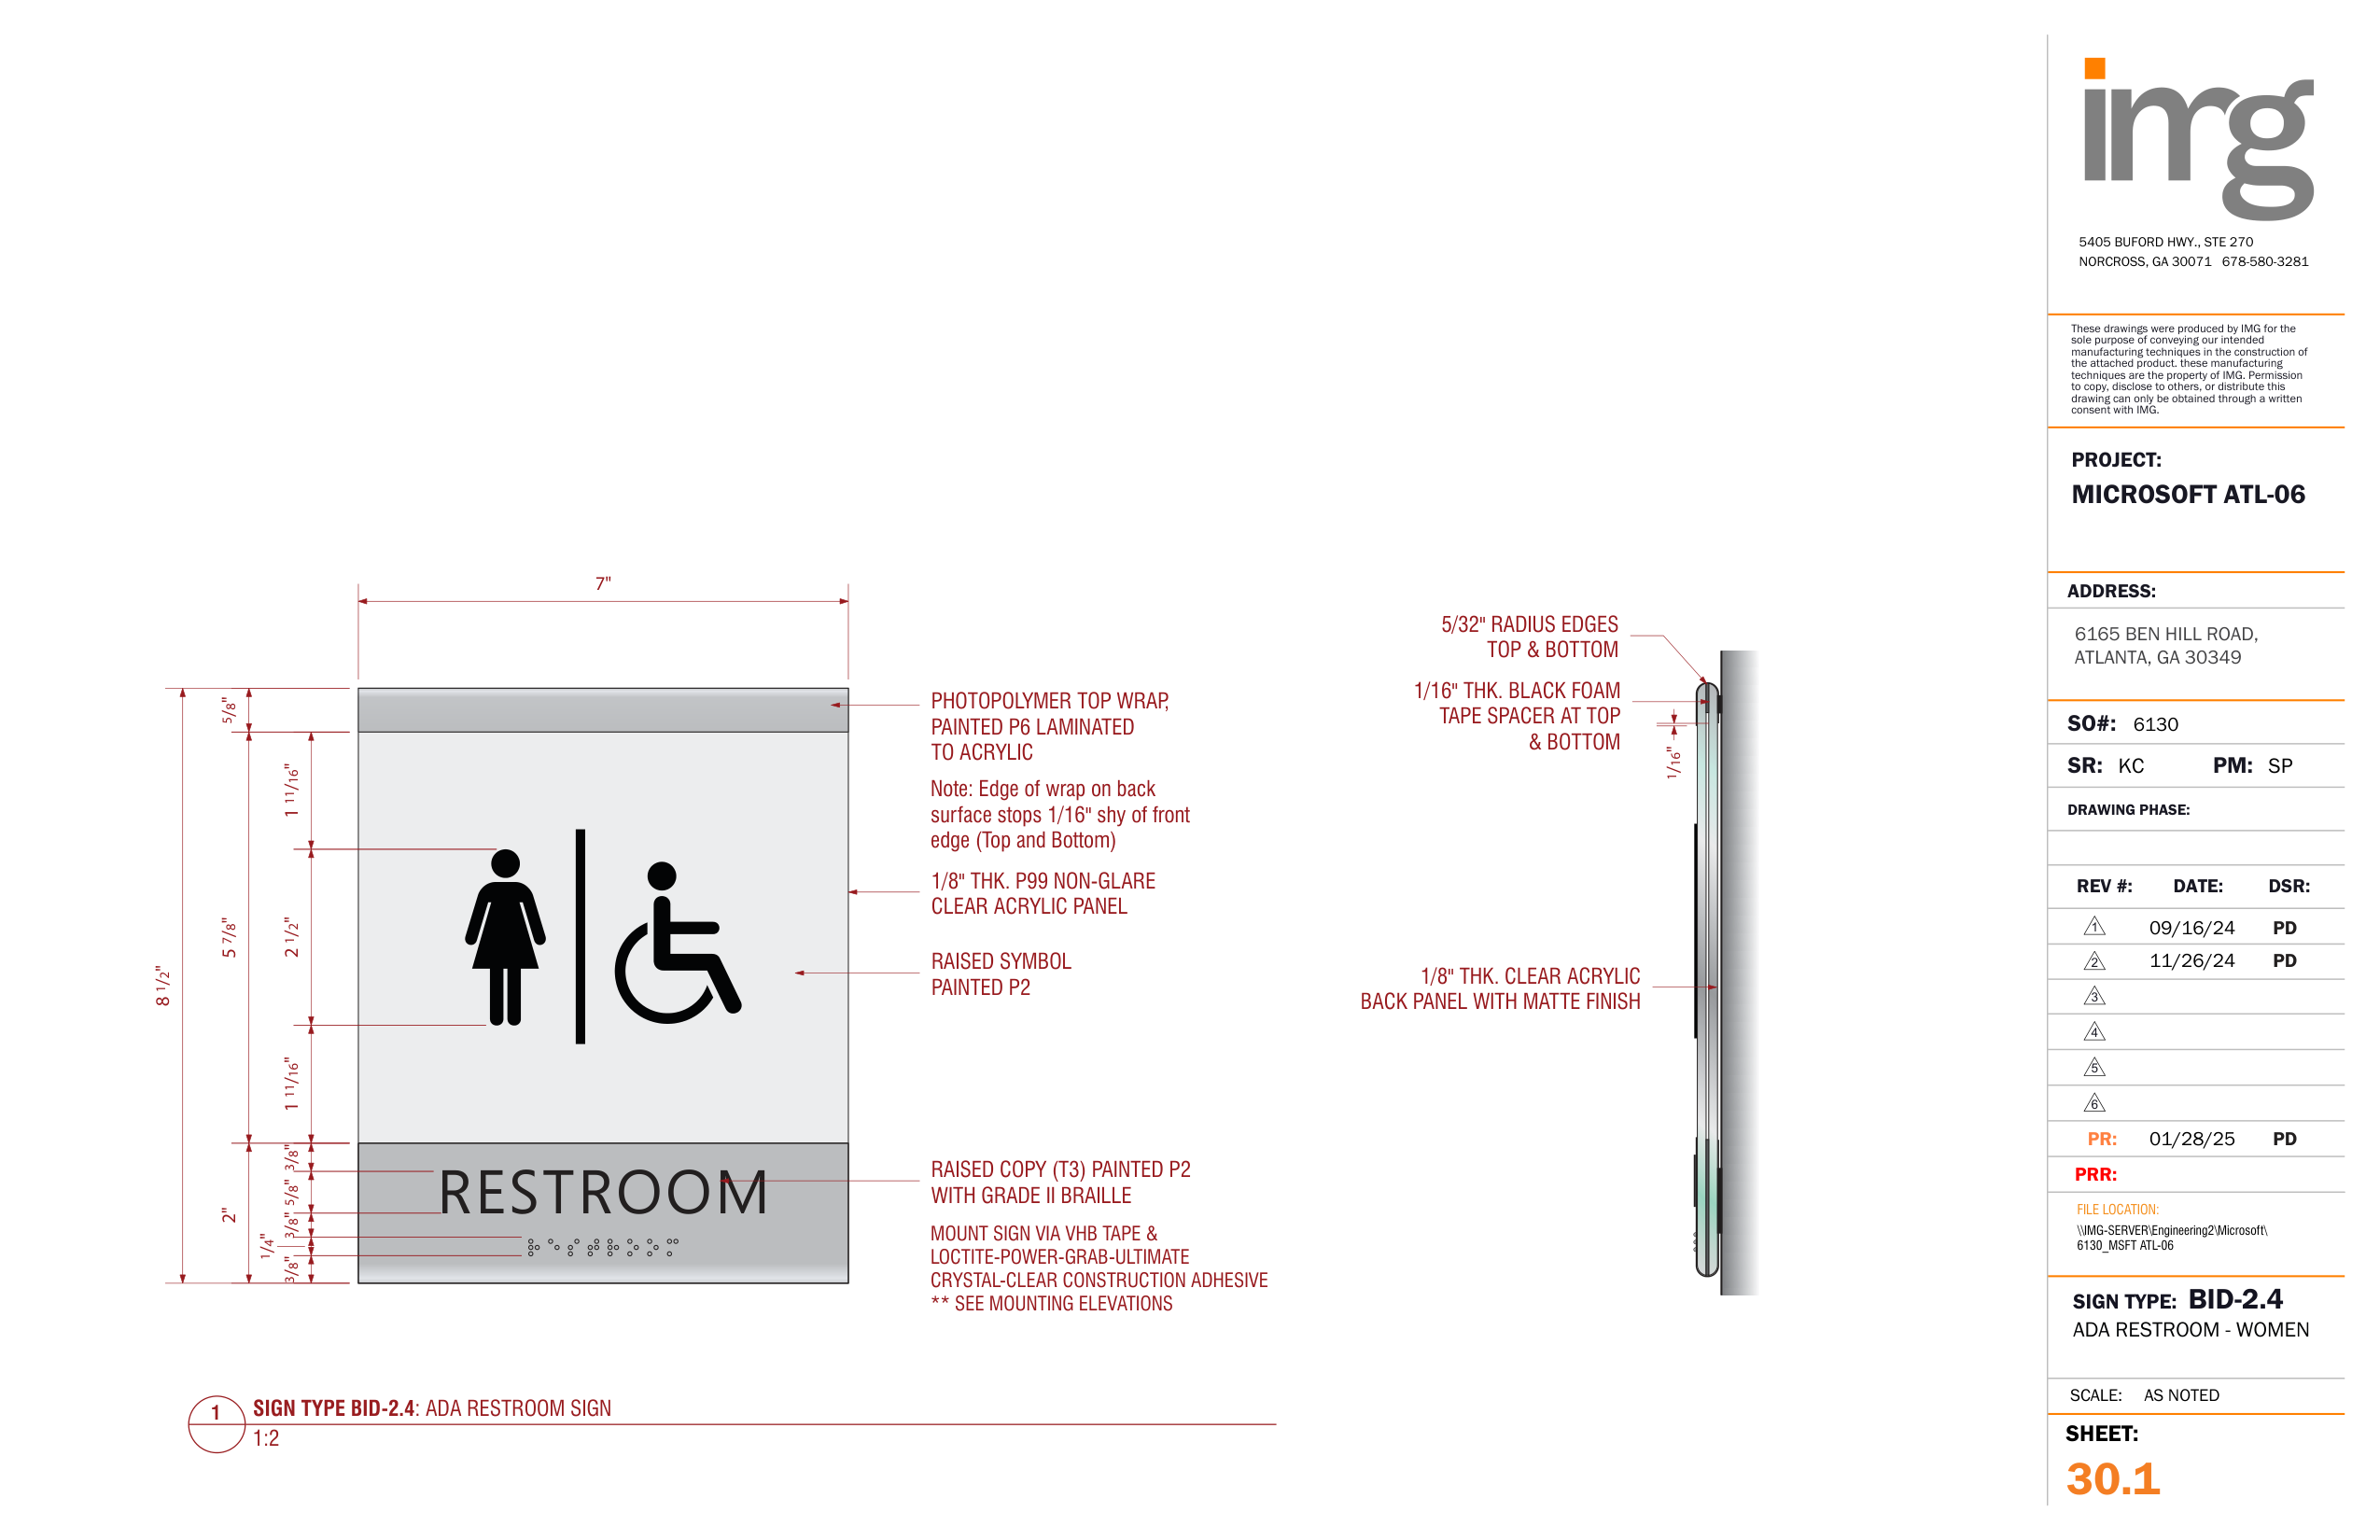 7"
5/8"
1 11/16"
5 7/8"
2 1/2"
8 1/2"
1 11/16"
3/8"
5/8"
2"
3/8"
1/4"
3/8"
RESTROOM
PHOTOPOLYMER TOP WRAP,
PAINTED P6 LAMINATED
TO ACRYLIC
Note: Edge of wrap on back
surface stops 1/16" shy of front
edge (Top and Bottom)
1/8" THK. P99 NON-GLARE
CLEAR ACRYLIC PANEL
RAISED SYMBOL
PAINTED P2
RAISED COPY (T3) PAINTED P2
WITH GRADE II BRAILLE
MOUNT SIGN VIA VHB TAPE &
LOCTITE-POWER-GRAB-ULTIMATE
CRYSTAL-CLEAR CONSTRUCTION ADHESIVE
** SEE MOUNTING ELEVATIONS
5/32" RADIUS EDGES
TOP & BOTTOM
1/16" THK. BLACK FOAM
TAPE SPACER AT TOP
& BOTTOM
1/16"
1/8" THK. CLEAR ACRYLIC
BACK PANEL WITH MATTE FINISH
1
SIGN TYPE BID-2.4: ADA RESTROOM SIGN
1:2
img
5405 BUFORD HWY., STE 270
NORCROSS, GA 30071 678-580-3281
These drawings were produced by IMG for the
sole purpose of conveying our intended
manufacturing techniques in the construction of
the attached product. these manufacturing
techniques are the property of IMG. Permission
to copy, disclose to others, or distribute this
drawing can only be obtained through a written
consent with IMG.
PROJECT:
MICROSOFT ATL-06
ADDRESS:
6165 BEN HILL ROAD,
ATLANTA, GA 30349
SO#: 6130
SR: KC PM: SP
DRAWING PHASE:
REV #: DATE: DSR:
1 09/16/24 PD
2 11/26/24 PD
3
4
5
6
PR: 01/28/25 PD
PRR:
FILE LOCATION:
\\IMG-SERVER\Engineering2\Microsoft\
6130_MSFT ATL-06
SIGN TYPE: BID-2.4
ADA RESTROOM - WOMEN
SCALE: AS NOTED
SHEET:
30.1